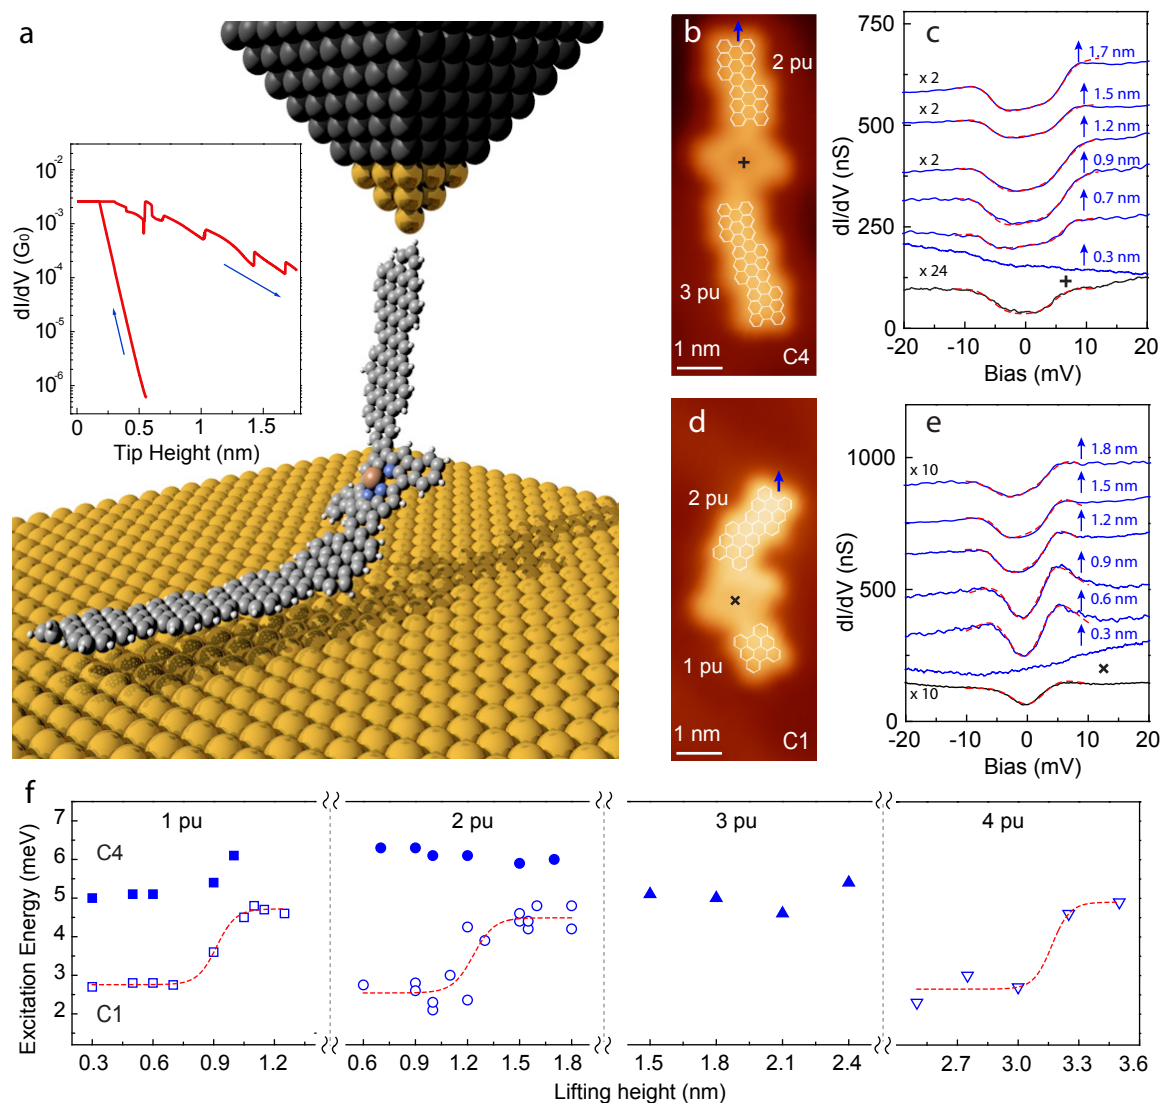 a
dI/dV (G₀)
10⁻²
10⁻³
10⁻⁴
10⁻⁵
10⁻⁶
0 0.5 1 1.5
Tip Height (nm)
b
2 pu
+
3 pu
1 nm
C4
c
dI/dV (nS)
750
500
250
0
x 2
x 2
x 2
x 24
1.7 nm
1.5 nm
1.2 nm
0.9 nm
0.7 nm
0.3 nm
+
-20 -10 0 10 20
Bias (mV)
d
2 pu
×
1 pu
1 nm
C1
e
dI/dV (nS)
1000
500
0
x 10
x 10
1.8 nm
1.5 nm
1.2 nm
0.9 nm
0.6 nm
0.3 nm
×
-20 -10 0 10 20
Bias (mV)
f
Excitation Energy (meV)
7
6
5
4
3
2
1 pu 2 pu 3 pu 4 pu
C4
C1
0.3 0.6 0.9 1.2 0.6 0.9 1.2 1.5 1.8 1.5 1.8 2.1 2.4 2.7 3.0 3.3 3.6
Lifting height (nm)